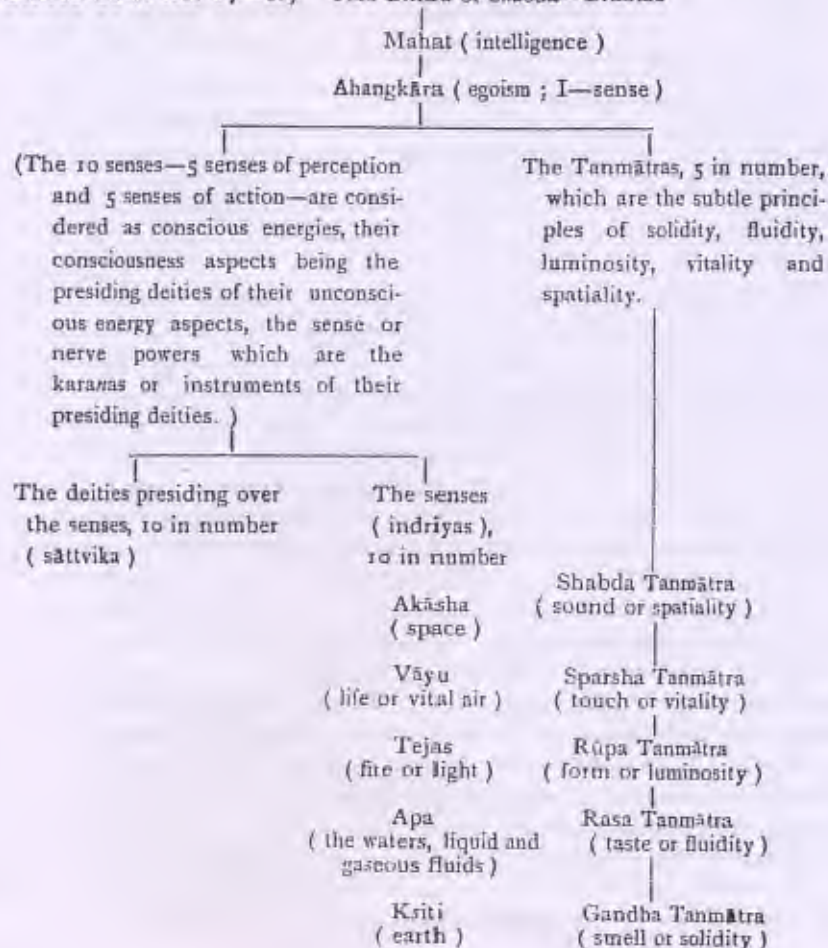 Mahat ( intelligence )
Ahangkāra ( egoism ; I—sense )
(The 10 senses—5 senses of perception
and 5 senses of action—are consi-
dered as conscious energies, their
consciousness aspects being the
presiding deities of their unconsci-
ous energy aspects, the sense or
nerve powers which are the
karanas or instruments of their
presiding deities. )
The Tanmātras, 5 in number,
which are the subtle princi-
ples of solidity, fluidity,
luminosity, vitality and
spatiality.
The deities presiding over
the senses, 10 in number
( sāttvika )
The senses
( indriyas ),
10 in number
Akāsha
( space )
Shabda Tanmātra
( sound or spatiality )
Vāyu
( life or vital air )
Sparsha Tanmātra
( touch or vitality )
Tejas
( fire or light )
Rūpa Tanmātra
( form or luminosity )
Apa
( the waters, liquid and
gaseous fluids )
Rasa Tanmātra
( taste or fluidity )
Ksiti
( earth )
Gandha Tanmātra
( smell or solidity )